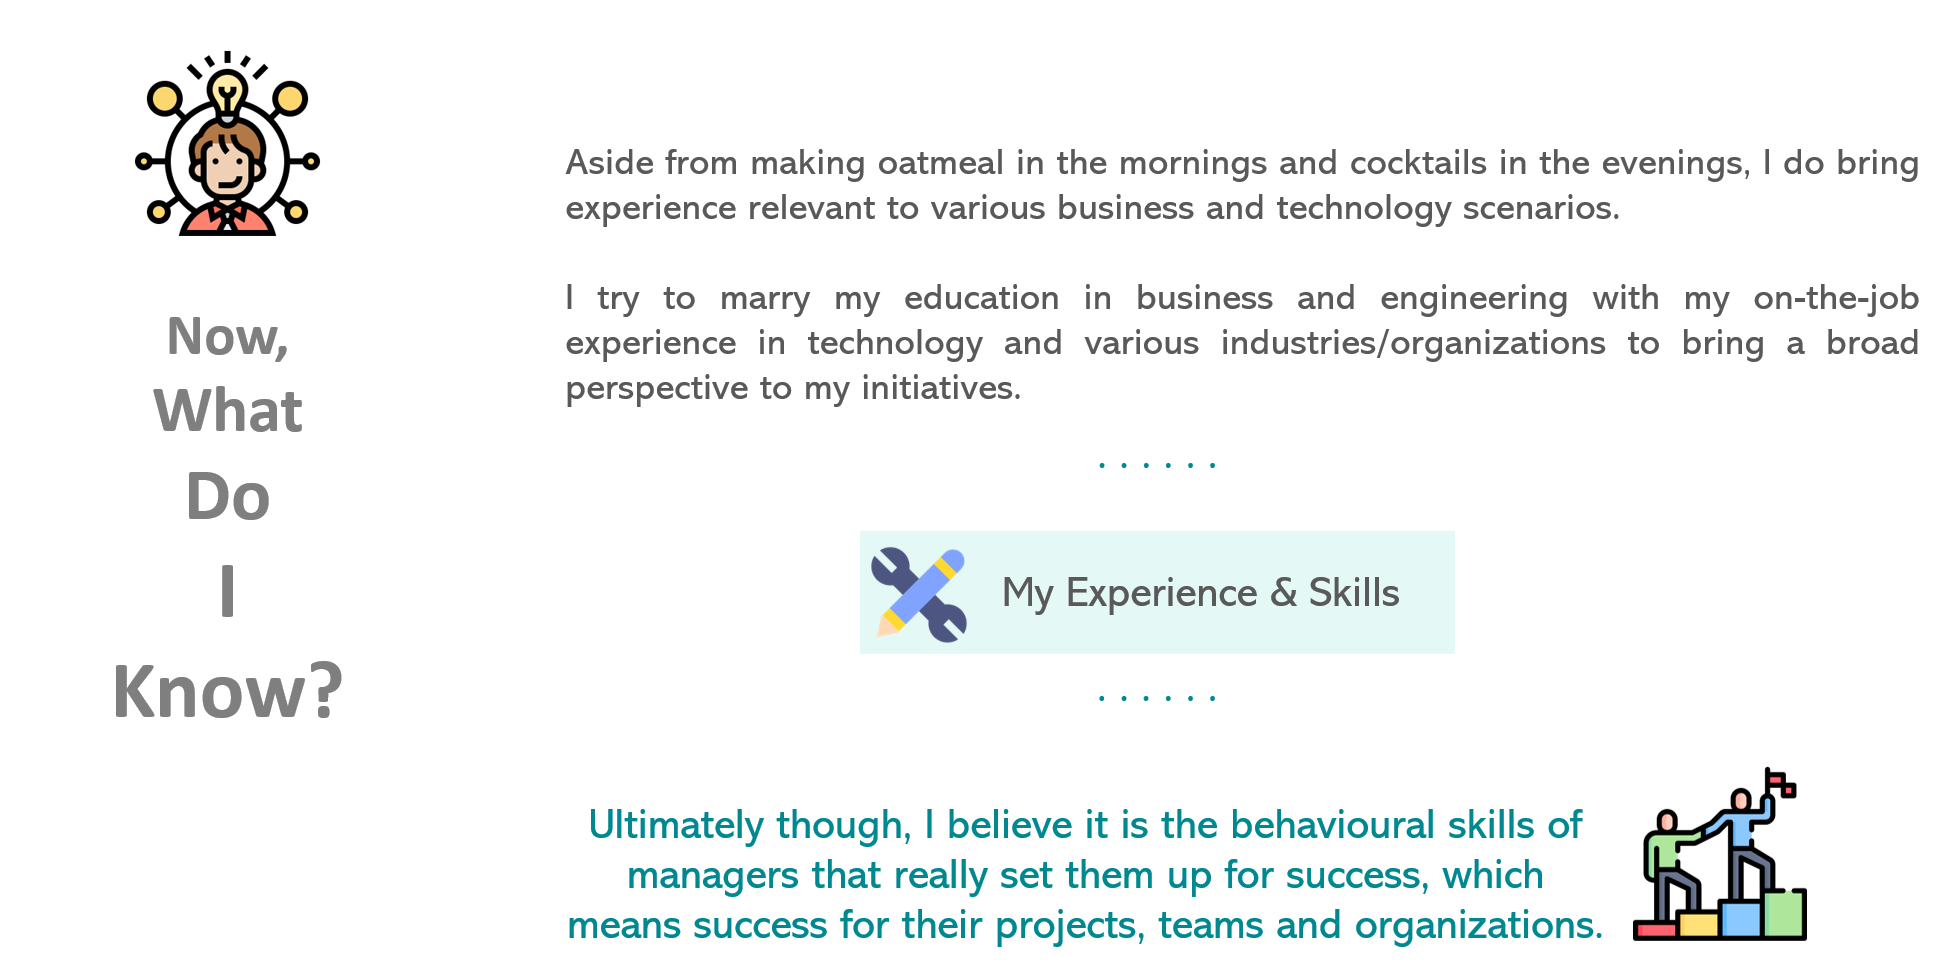 Now,
What
Do
I
Know?
Aside from making oatmeal in the mornings and cocktails in the evenings, I do bring
experience relevant to various business and technology scenarios.
I try to marry my education in business and engineering with my on-the-job
experience in technology and various industries/organizations to bring a broad
perspective to my initiatives.
. . . . . .
My Experience & Skills
. . . . . .
Ultimately though, I believe it is the behavioural skills of
managers that really set them up for success, which
means success for their projects, teams and organizations.